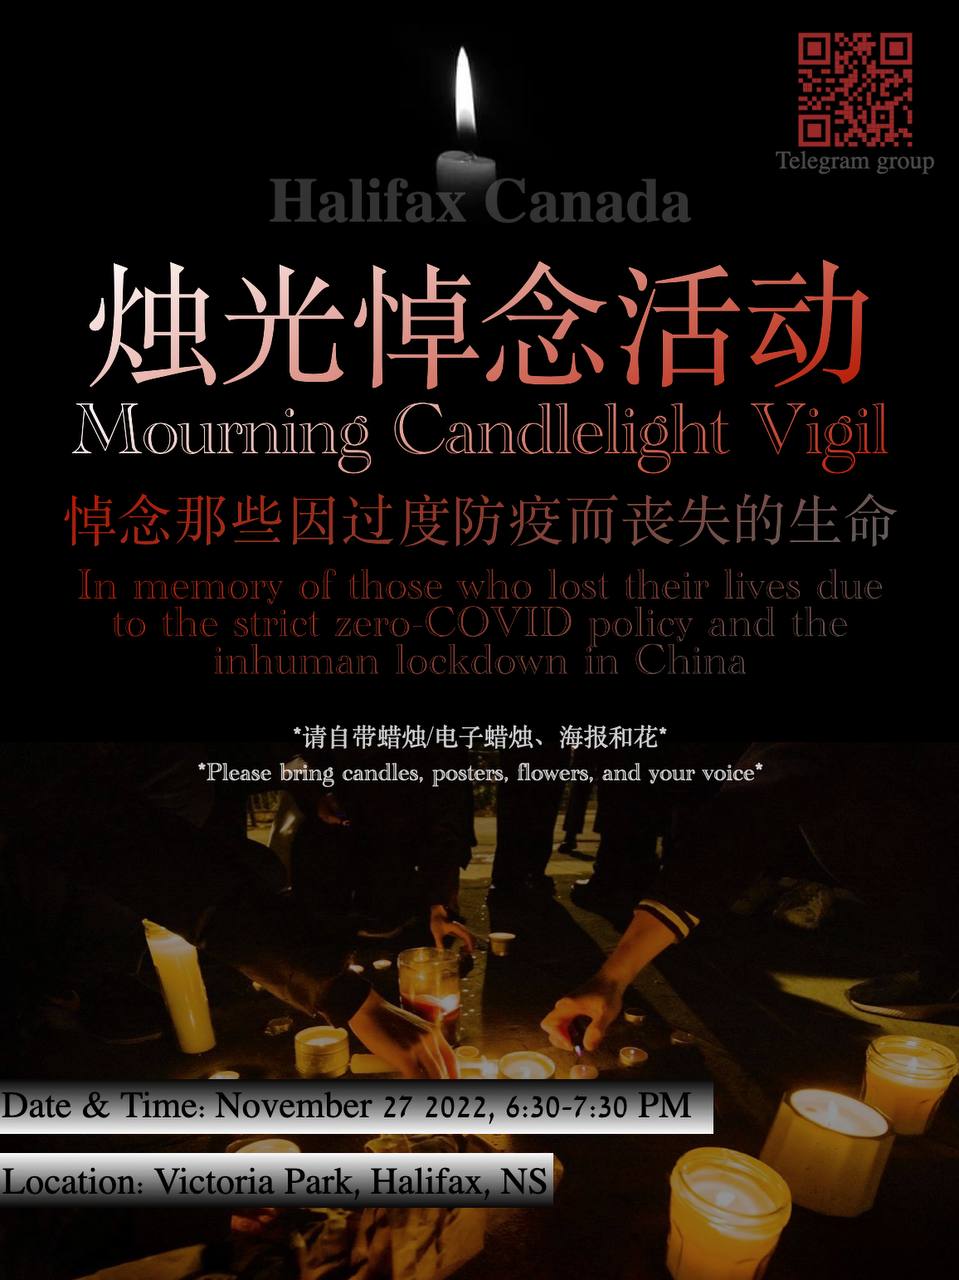 Telegram group
Halifax Canada
烛光悼念活动
Mourning Candlelight Vigil
悼念那些因过度防疫而丧失的生命
In memory of those who lost their lives due
to the strict zero-COVID policy and the
inhuman lockdown in China
*请自带蜡烛/电子蜡烛、海报和花*
*Please bring candles, posters, flowers, and your voice*
Date & Time: November 27 2022, 6:30-7:30 PM
Location: Victoria Park, Halifax, NS